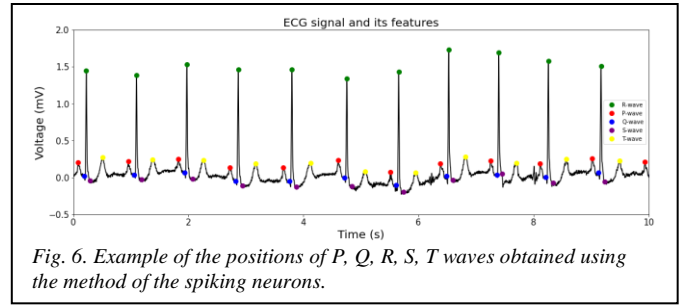 ECG signal and its features
2.0
1.5
1.0
0.5
0.0
−0.5
Voltage (mV)
R-wave
P-wave
Q-wave
S-wave
T-wave
0 2 4 6 8 10
Time (s)
Fig. 6. Example of the positions of P, Q, R, S, T waves obtained using
the method of the spiking neurons.